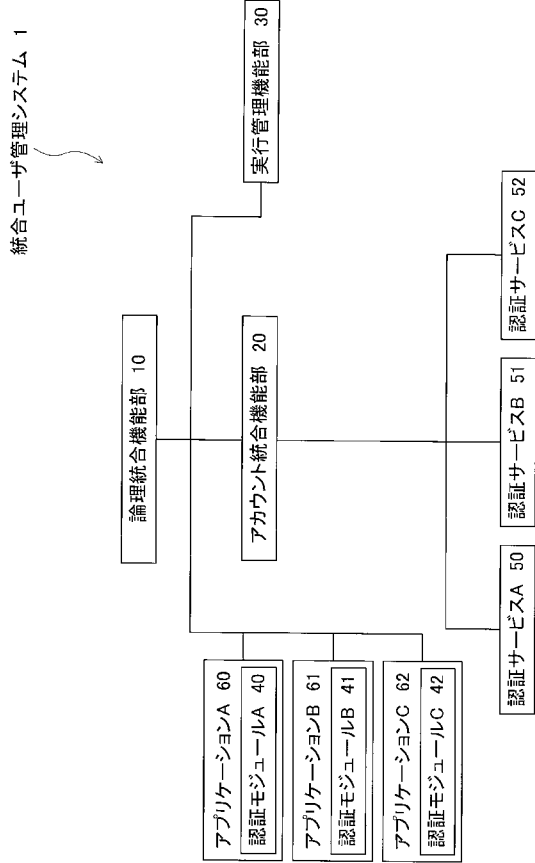 統合ユーザ管理システム 1
論理統合機能部 10
実行管理機能部 30
アカウント統合機能部 20
アプリケーションA 60
認証モジュールA 40
アプリケーションB 61
認証モジュールB 41
アプリケーションC 62
認証モジュールC 42
認証サービスA 50
認証サービスB 51
認証サービスC 52